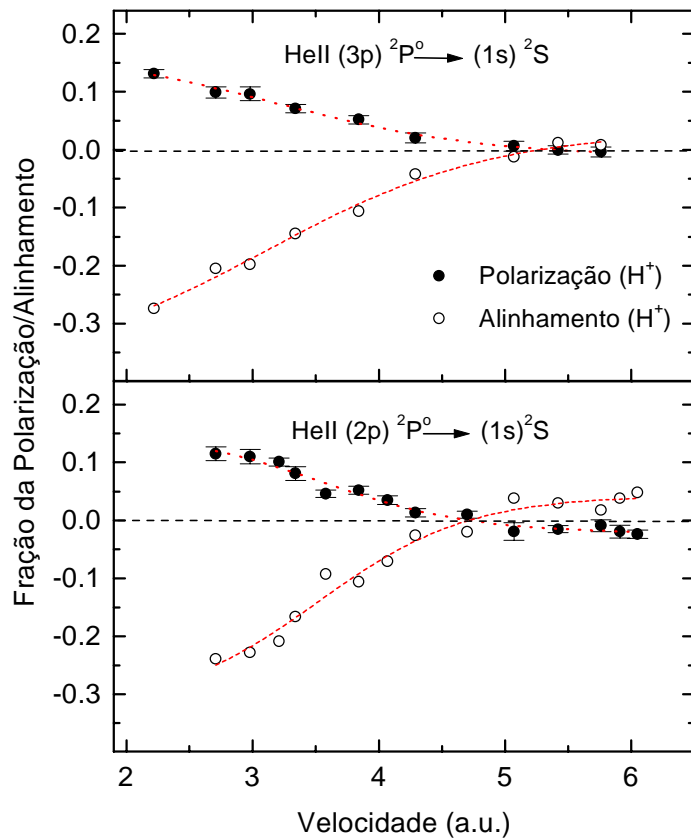 Fração da Polarização/Alinhamento
0.2
0.1
0.0
-0.1
-0.2
-0.3
HeII (3p) ²Pᵒ → (1s) ²S
Polarização (H⁺)
Alinhamento (H⁺)
0.2
0.1
0.0
-0.1
-0.2
-0.3
HeII (2p) ²Pᵒ → (1s)²S
2 3 4 5 6
Velocidade (a.u.)